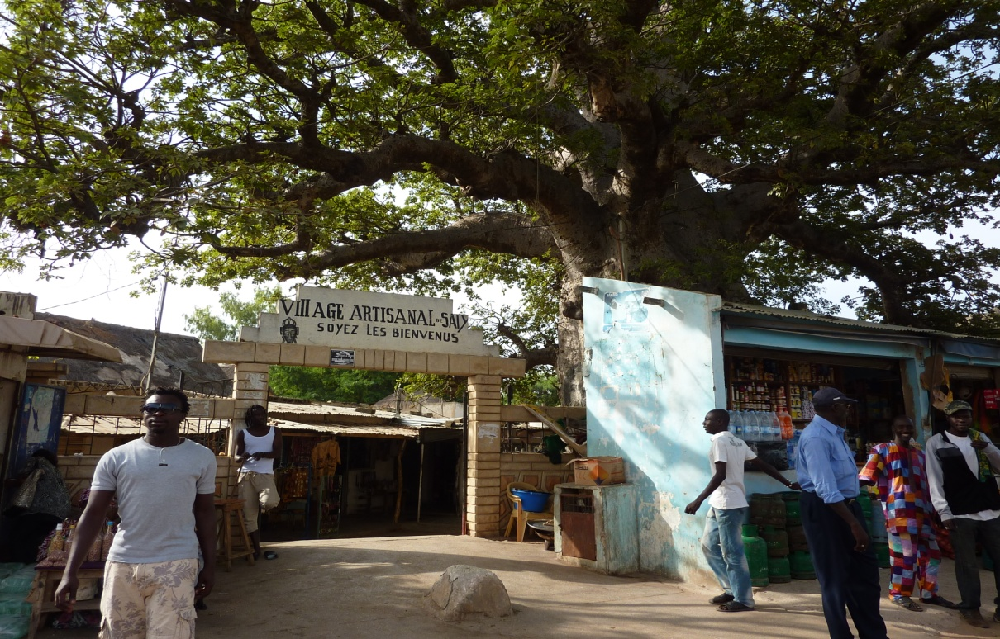 VILLAGE ARTISANAL DE SALY
SOYEZ LES BIENVENUS